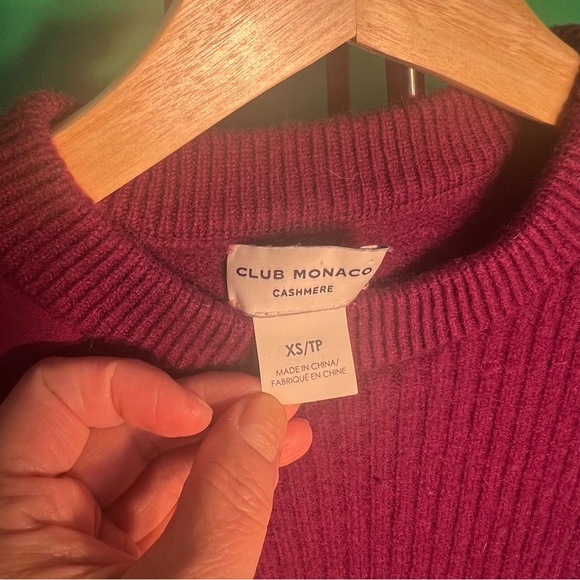 CLUB MONACO
CASHMERE
XS/TP
MADE IN CHINA/
FABRIQUÉ EN CHINE